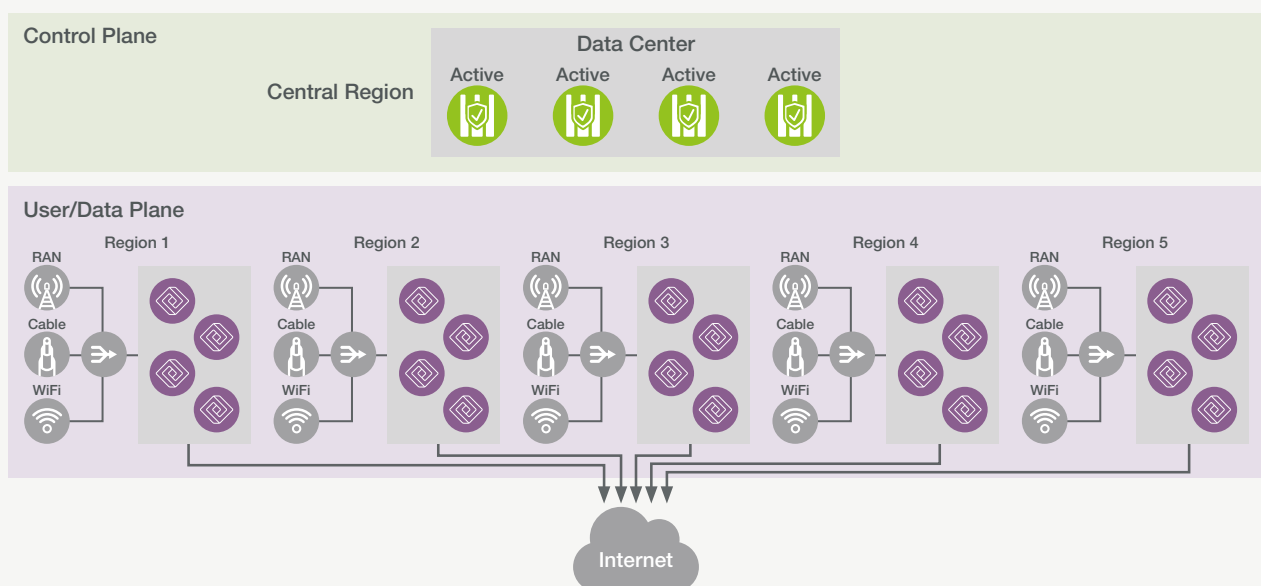 Control Plane
Data Center
Central Region
Active
Active
Active
Active
User/Data Plane
Region 1
RAN
Cable
WiFi
Region 2
RAN
Cable
WiFi
Region 3
RAN
Cable
WiFi
Region 4
RAN
Cable
WiFi
Region 5
RAN
Cable
WiFi
Internet